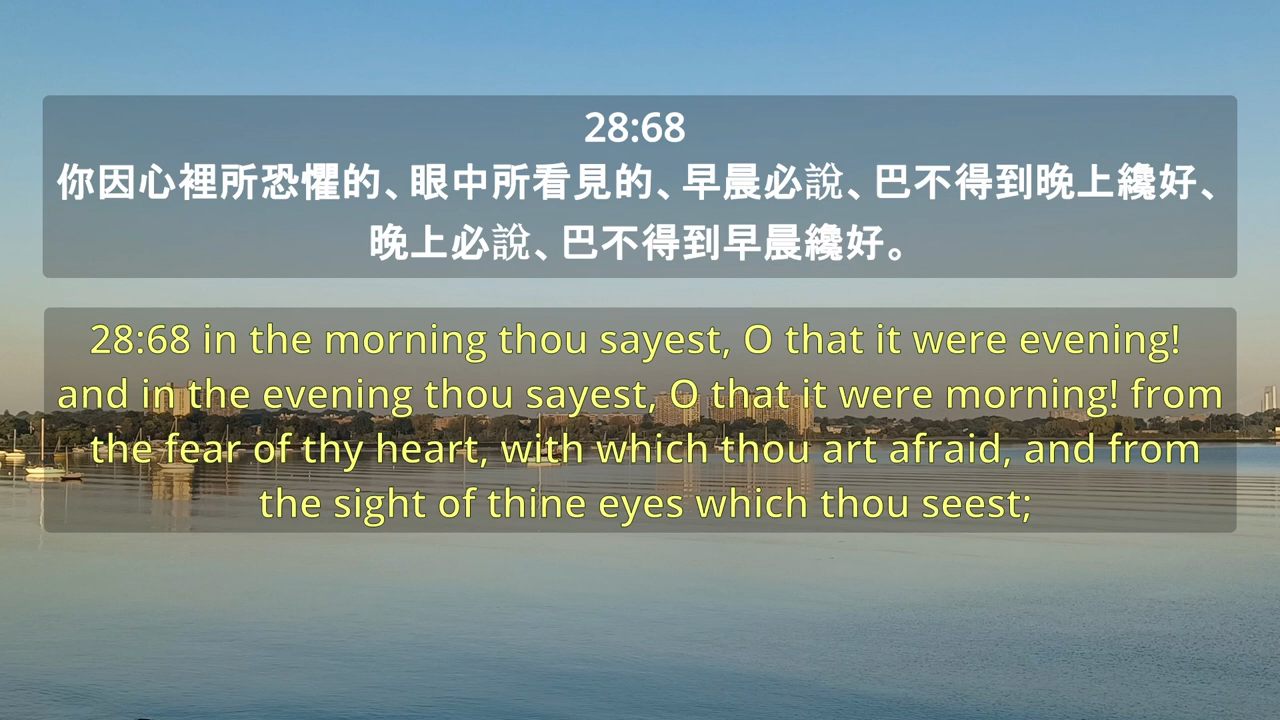 28:68
你因心裡所恐懼的、眼中所看見的、早晨必說、巴不得到晚上纔好、
晚上必說、巴不得到早晨纔好。
28:68 in the morning thou sayest, O that it were evening!
and in the evening thou sayest, O that it were morning! from
the fear of thy heart, with which thou art afraid, and from
the sight of thine eyes which thou seest;